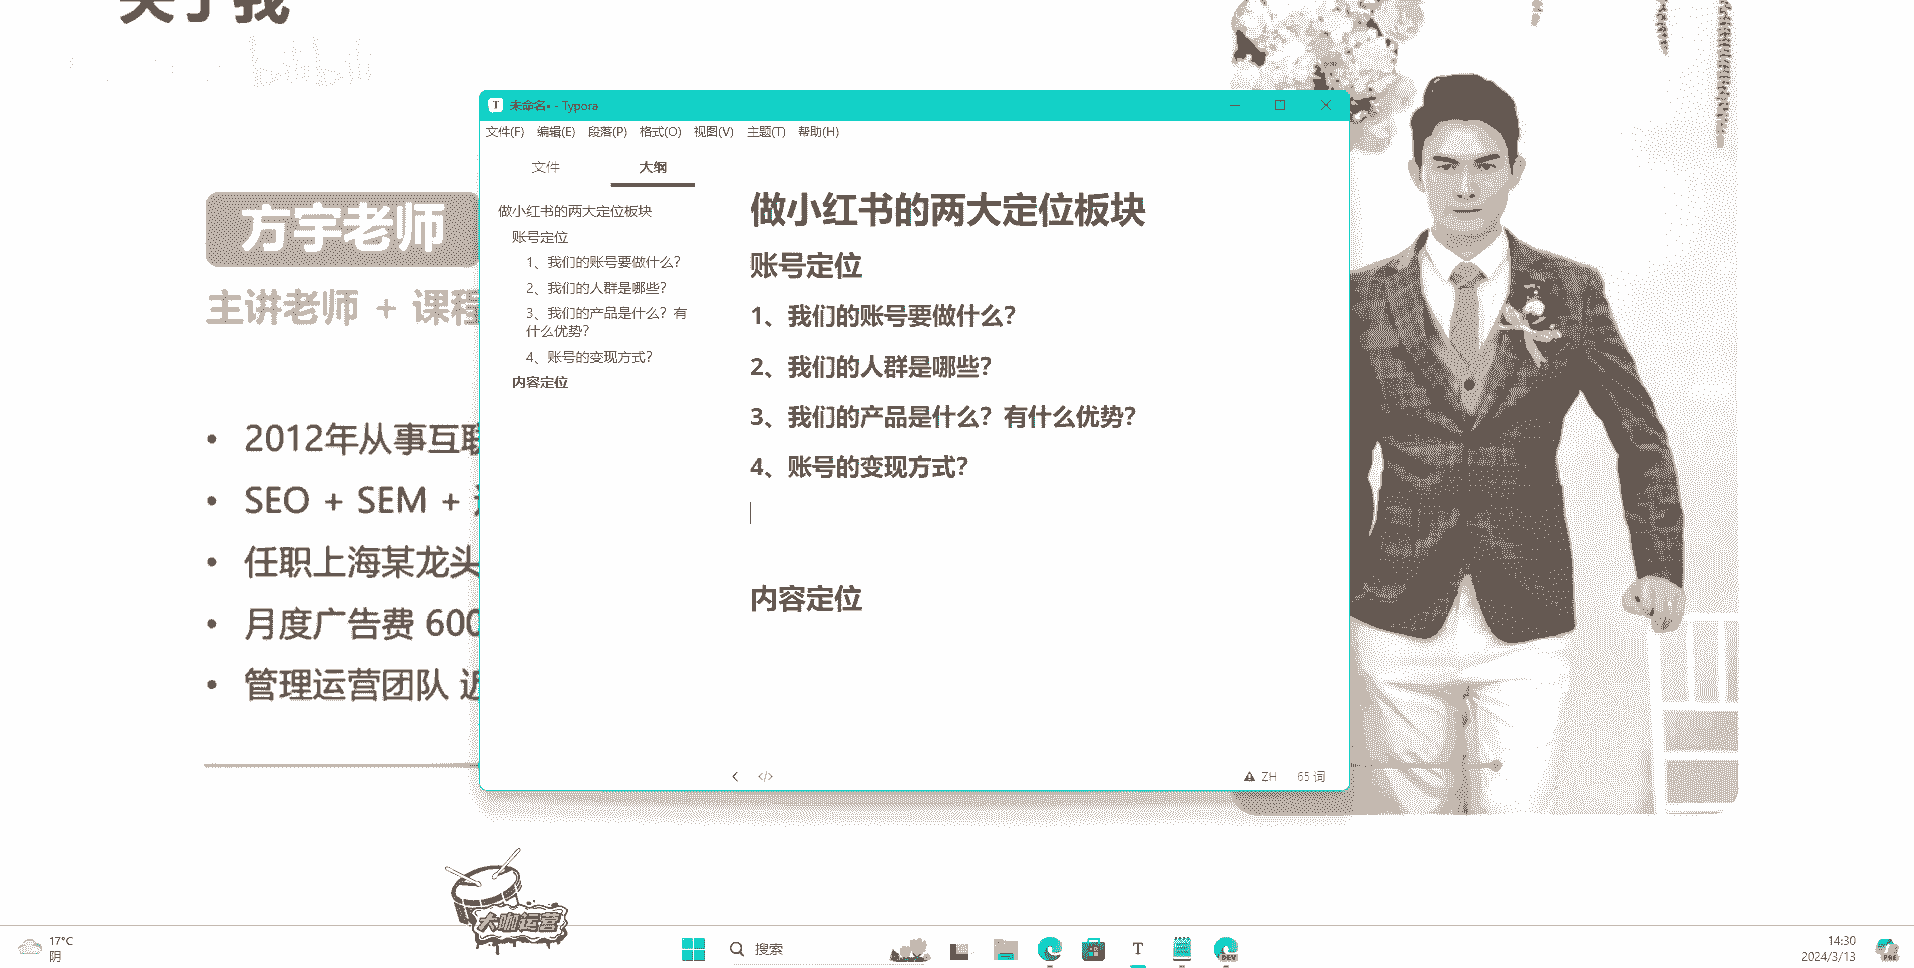 关于我
bilibili
方宇老师
主讲老师 + 课程
2012年从事互联
SEO + SEM +
任职上海某龙头
月度广告费 600
管理运营团队 近
未命名• - Typora
文件(F) 编辑(E) 段落(P) 格式(O) 视图(V) 主题(T) 帮助(H)
文件 大纲
做小红书的两大定位板块
账号定位
1、我们的账号要做什么?
2、我们的人群是哪些?
3、我们的产品是什么? 有
什么优势?
4、账号的变现方式?
内容定位
做小红书的两大定位板块
账号定位
1、我们的账号要做什么?
2、我们的人群是哪些?
3、我们的产品是什么? 有什么优势?
4、账号的变现方式?
内容定位
</> ZH 65 词
大咖运营
17°C
阴
搜索
DEV
14:30
2024/3/13
PRE